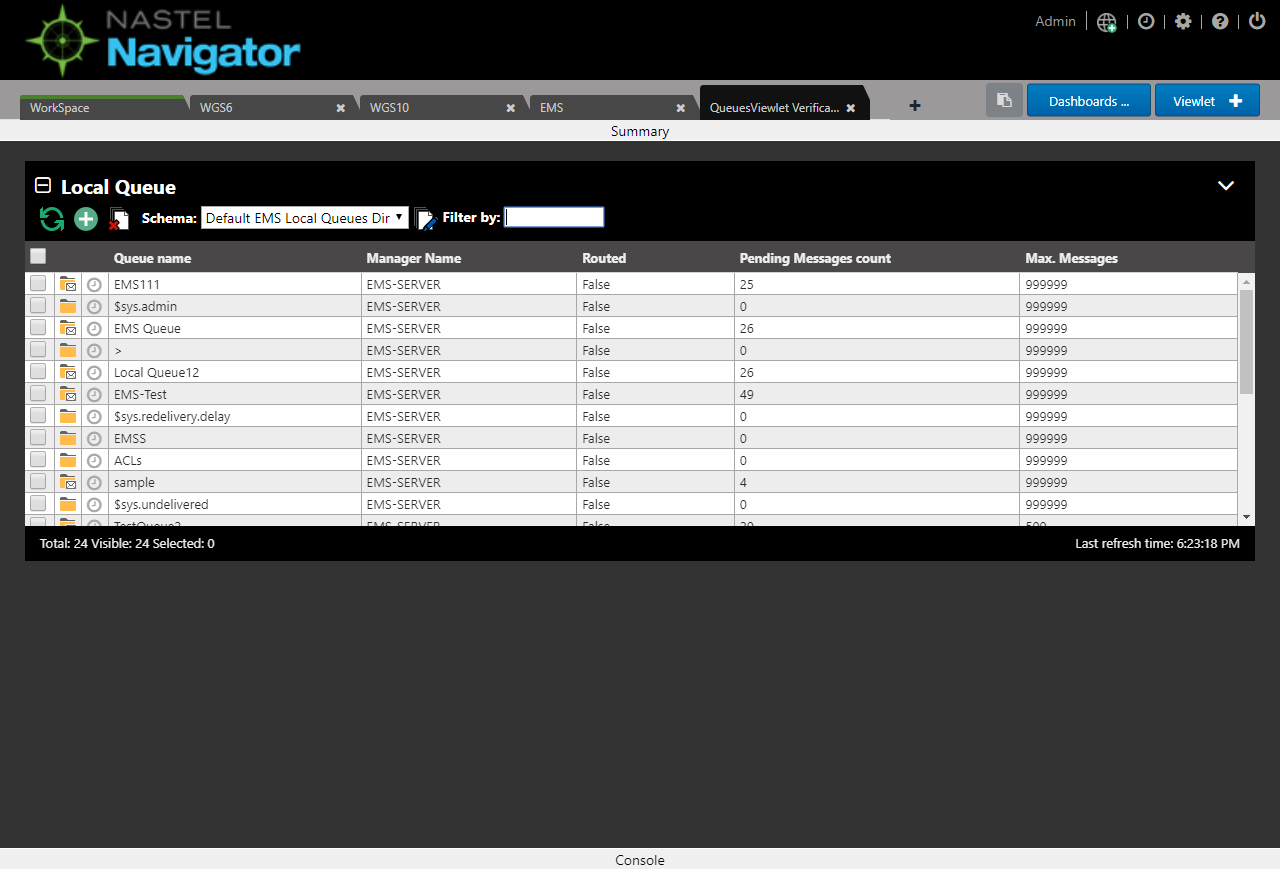 NASTEL
Navigator
Admin
WorkSpace WGS6 WGS10 EMS QueuesViewlet Verifica... Dashboards ... Viewlet
Summary
Local Queue
Schema: Default EMS Local Queues Dir Filter by:
Queue name Manager Name Routed Pending Messages count Max. Messages
EMS111 EMS-SERVER False 25 999999
$sys.admin EMS-SERVER False 0 999999
EMS Queue EMS-SERVER False 26 999999
> EMS-SERVER False 0 999999
Local Queue12 EMS-SERVER False 26 999999
EMS-Test EMS-SERVER False 49 999999
$sys.redelivery.delay EMS-SERVER False 0 999999
EMSS EMS-SERVER False 0 999999
ACLs EMS-SERVER False 0 999999
sample EMS-SERVER False 4 999999
$sys.undelivered EMS-SERVER False 0 999999
TestQueue2 EMS-SERVER False
Total: 24 Visible: 24 Selected: 0 Last refresh time: 6:23:18 PM
Console